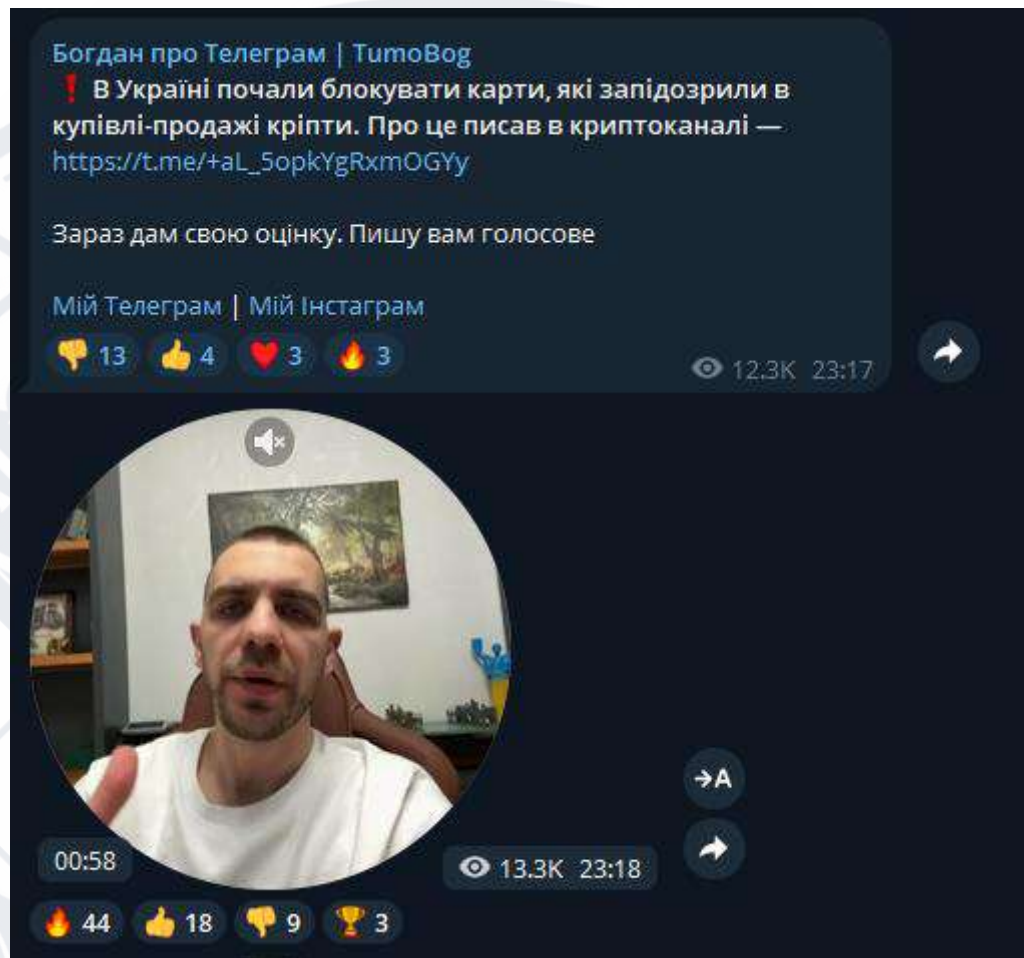 Богдан про Телеграм | TumoBog
❗ В Україні почали блокувати карти, які запідозрили в
купівлі-продажі кріпти. Про це писав в криптоканалі —
https://t.me/+aL_5opkYgRxmOGYy
Зараз дам свою оцінку. Пишу вам голосове
Мій Телеграм | Мій Інстаграм
👎 13 👍 4 ❤️ 3 🔥 3 12.3K 23:17
→A
00:58 13.3K 23:18
🔥 44 👍 18 👎 9 🏆 3